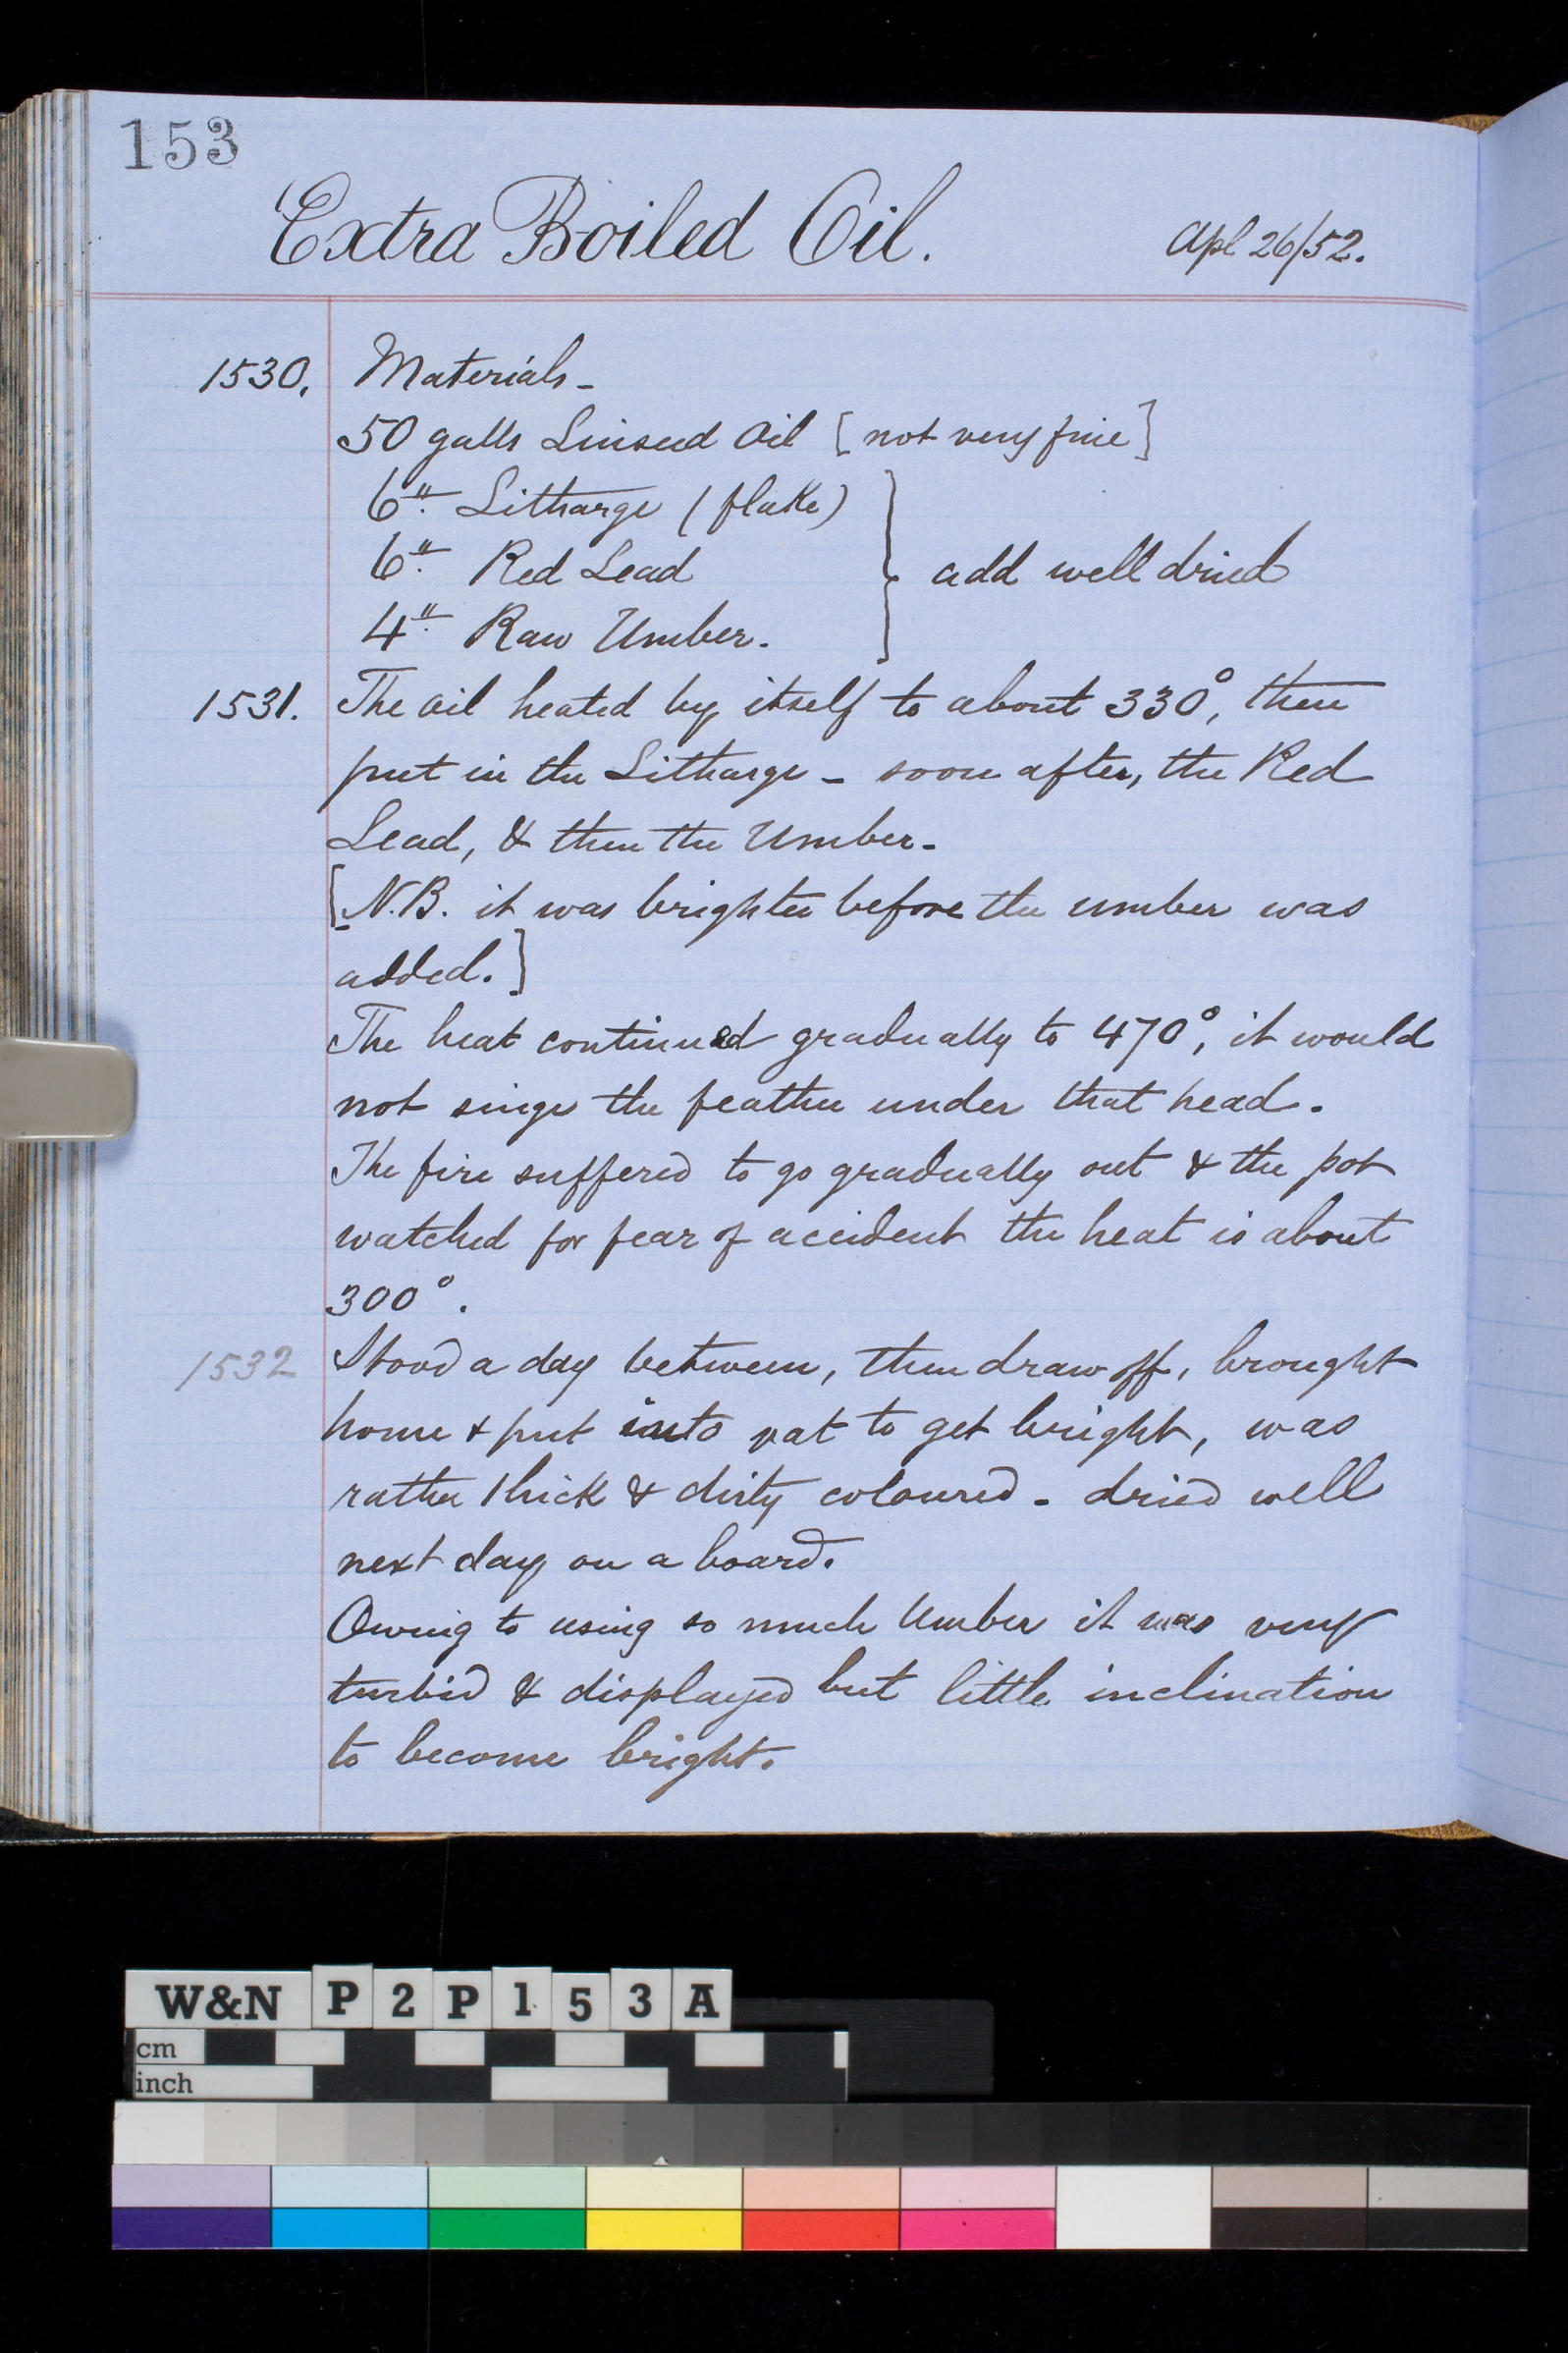 153
Extra Boiled Oil. Apl 26/52.
1530. Materials -
50 galls Linseed Oil [not very fine]
6" Litharge (flake)
6" Red Lead } add well dried
4" Raw Umber.
1531. The oil heated by itself to about 330°, then
put in the Litharge - soon after, the Red
Lead, & then the Umber.
[N.B. it was brighter before the umber was
added.]
The heat continued gradually to 470°, it would
not singe the feather under that head.
The fire suffered to go gradually out & the pot
watched for fear of accident the heat is about
300°.
1532 Stood a day between, then draw off, brought
home & put into vat to get bright, was
rather thick & dirty coloured - dried well
next day on a board.
Owing to using so much Umber it was very
turbid & displayed but little inclination
to become bright.
W&N P2P153A
cm
inch